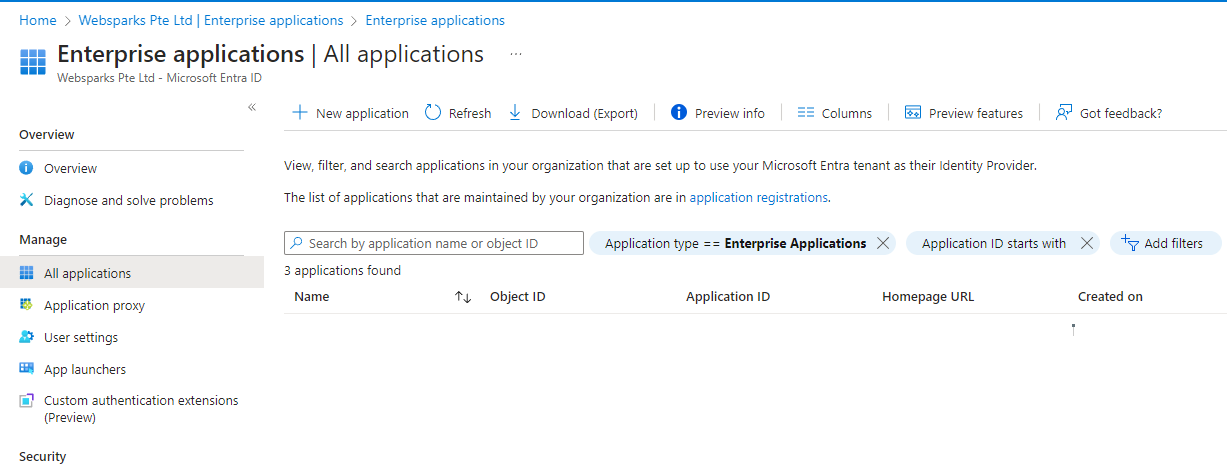 Home > Websparks Pte Ltd | Enterprise applications > Enterprise applications
Enterprise applications | All applications ...
Websparks Pte Ltd - Microsoft Entra ID
«
Overview
Overview
Diagnose and solve problems
Manage
All applications
Application proxy
User settings
App launchers
Custom authentication extensions
(Preview)
Security
New application Refresh Download (Export) Preview info Columns Preview features Got feedback?
View, filter, and search applications in your organization that are set up to use your Microsoft Entra tenant as their Identity Provider.
The list of applications that are maintained by your organization are in application registrations.
Search by application name or object ID Application type == Enterprise Applications Application ID starts with Add filters
3 applications found
Name Object ID Application ID Homepage URL Created on